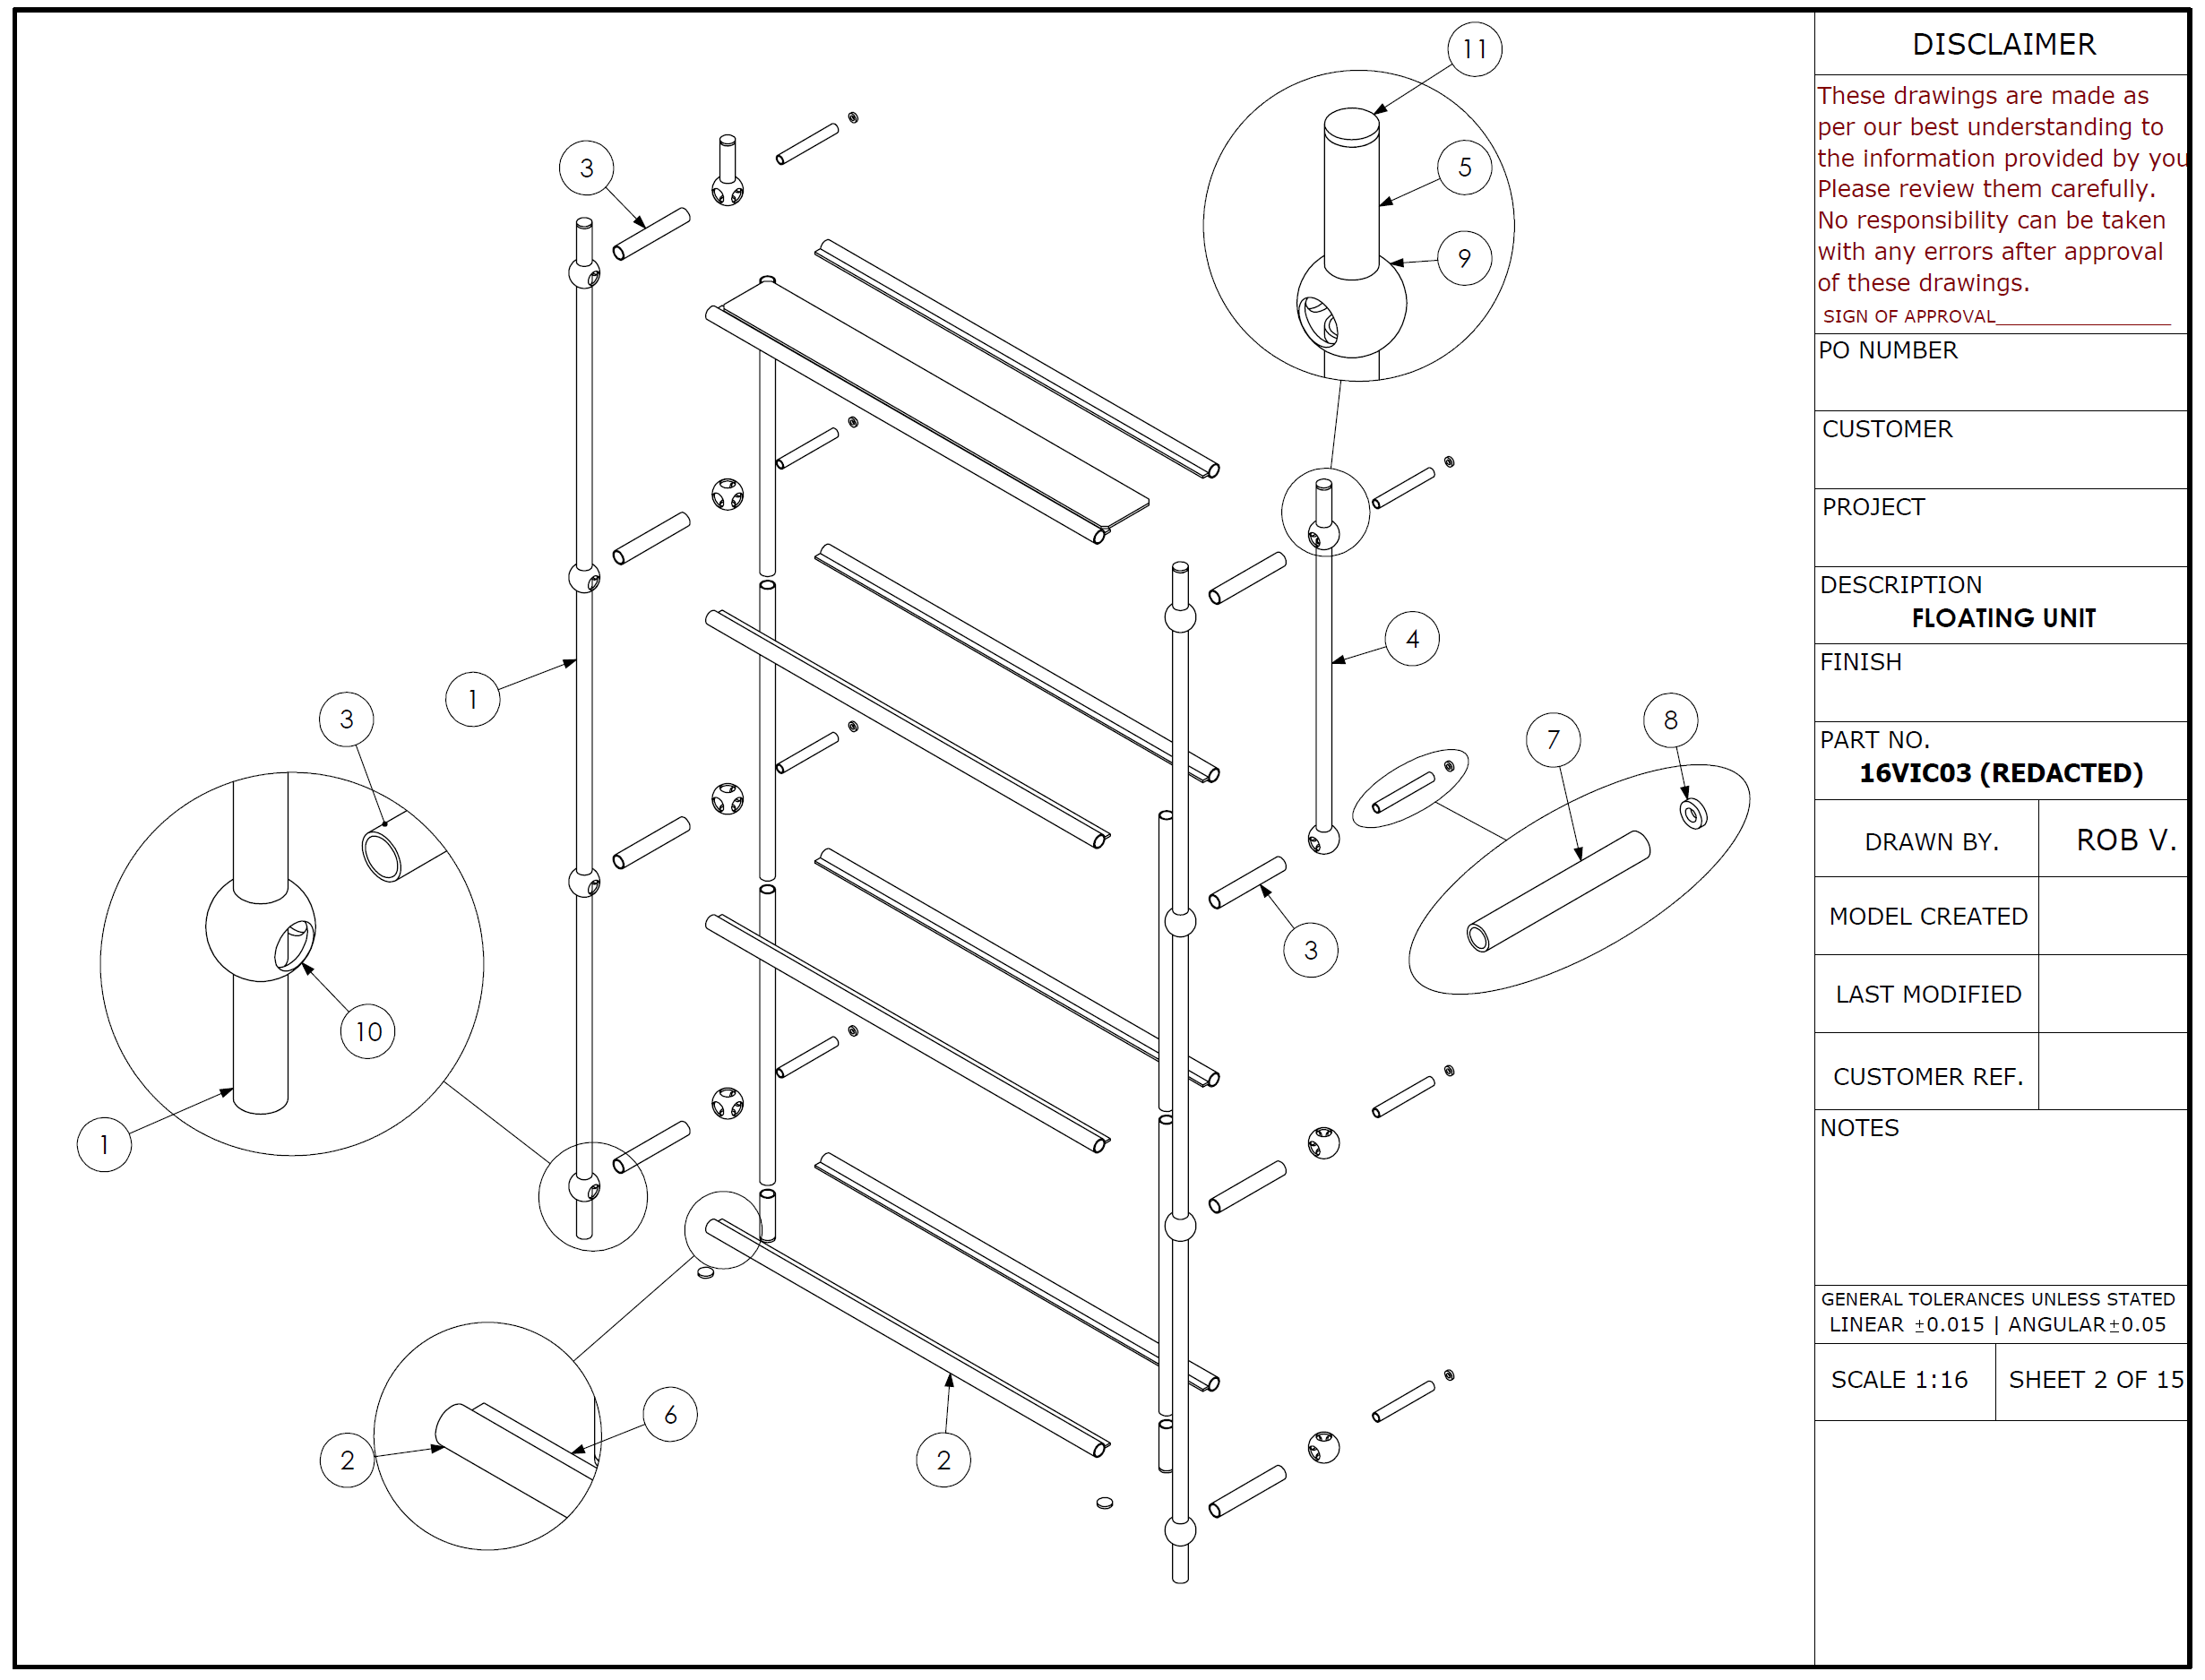 11
3
5
9
1
4
3
7
8
3
10
1
6
2
2
DISCLAIMER
These drawings are made as
per our best understanding to
the information provided by you
Please review them carefully.
No responsibility can be taken
with any errors after approval
of these drawings.
SIGN OF APPROVAL__________________
PO NUMBER
CUSTOMER
PROJECT
DESCRIPTION
FLOATING UNIT
FINISH
PART NO.
16VIC03 (REDACTED)
DRAWN BY. ROB V.
MODEL CREATED
LAST MODIFIED
CUSTOMER REF.
NOTES
GENERAL TOLERANCES UNLESS STATED
LINEAR ±0.015 | ANGULAR±0.05
SCALE 1:16 SHEET 2 OF 15